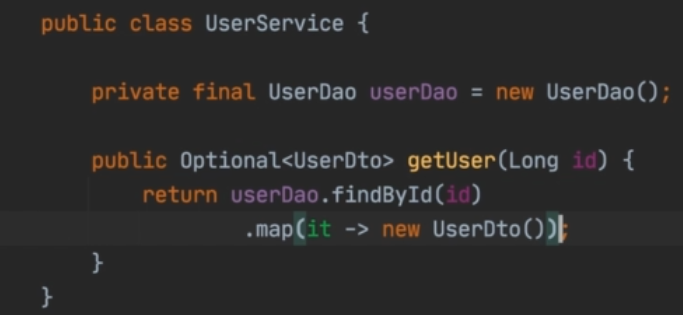 public class UserService {
private final UserDao userDao = new UserDao();
public Optional<UserDto> getUser(Long id) {
return userDao.findById(id)
.map(it -> new UserDto());
}
}